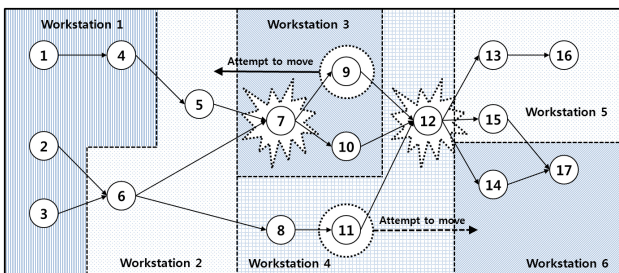 Workstation 1
Workstation 3
1
4
Attempt to move
9
13
16
5
7
12
15
Workstation 5
2
10
6
14
17
3
8
11
Attempt to move
Workstation 2
Workstation 4
Workstation 6